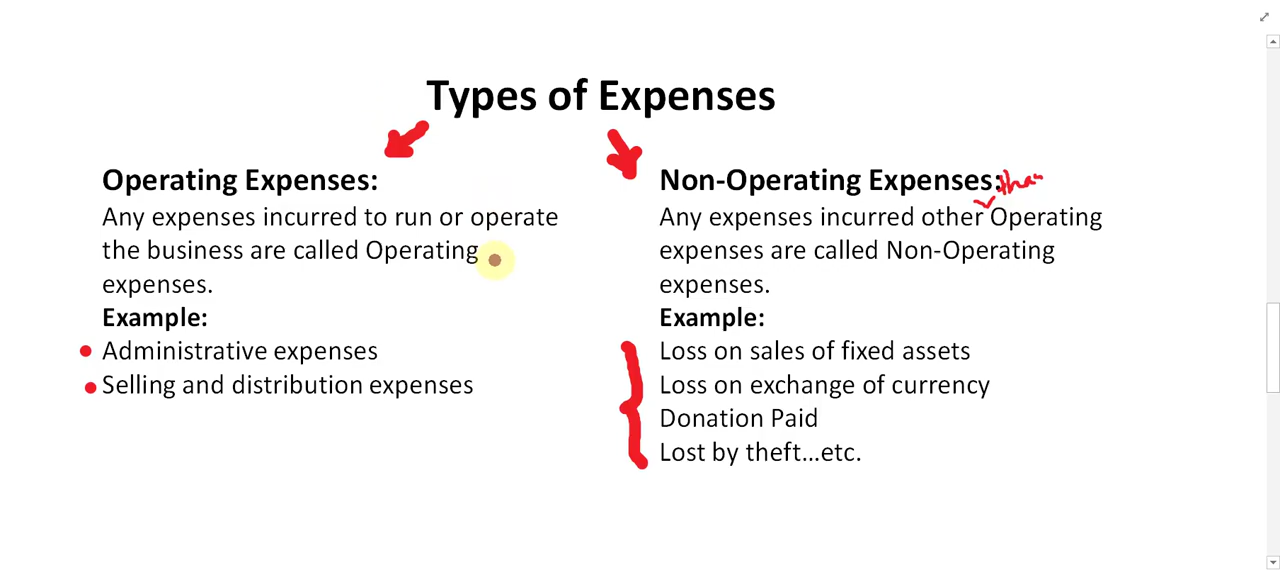 Types of Expenses
Operating Expenses:
Any expenses incurred to run or operate
the business are called Operating
expenses.
Example:
Administrative expenses
Selling and distribution expenses
Non-Operating Expenses:
than
Any expenses incurred other Operating
expenses are called Non-Operating
expenses.
Example:
Loss on sales of fixed assets
Loss on exchange of currency
Donation Paid
Lost by theft...etc.